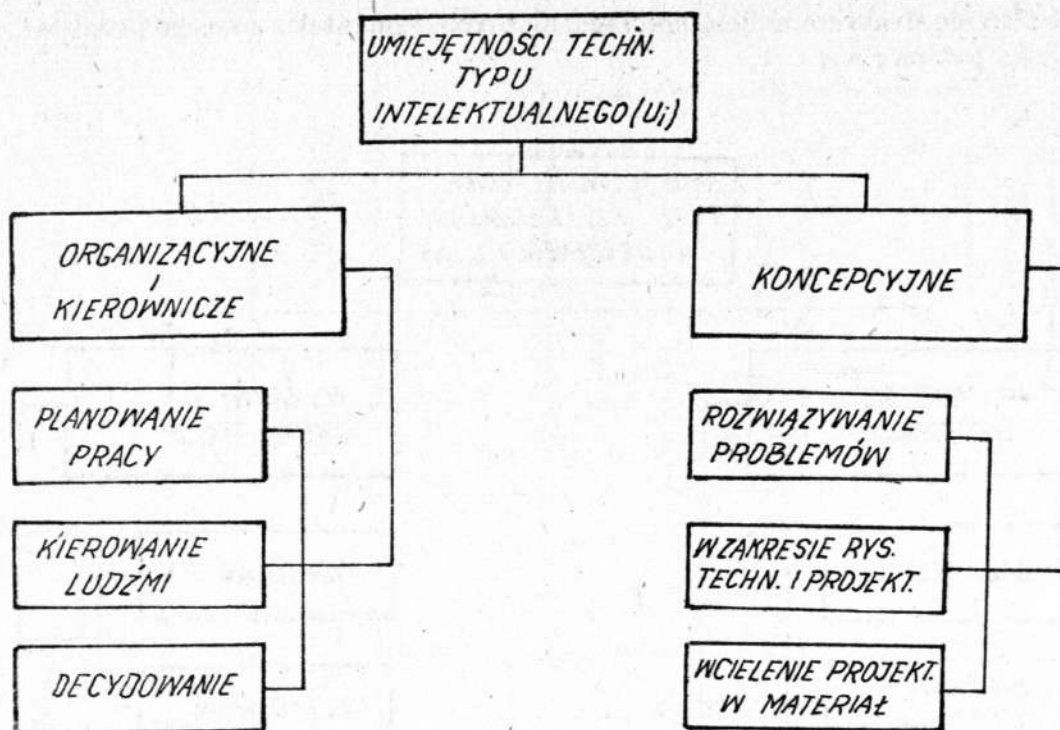 UMIEJĘTNOŚCI TECHN.
TYPU
INTELEKTUALNEGO (Ui)
ORGANIZACYJNE
I
KIEROWNICZE
KONCEPCYJNE
PLANOWANIE
PRACY
KIEROWANIE
LUDŹMI
DECYDOWANIE
ROZWIĄZYWANIE
PROBLEMÓW
W ZAKRESIE RYS.
TECHN. I PROJEKT.
WCIELENIE PROJEKT.
W MATERIAŁ